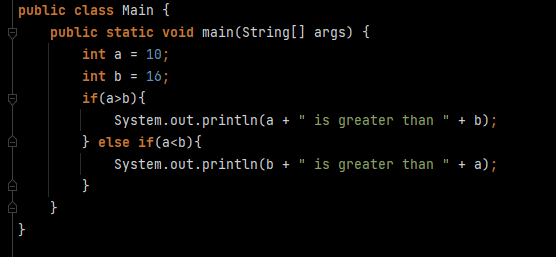 public class Main {
    public static void main(String[] args) {
        int a = 10;
        int b = 16;
        if(a>b){
            System.out.println(a + " is greater than " + b);
        } else if(a<b){
            System.out.println(b + " is greater than " + a);
        }
    }
}